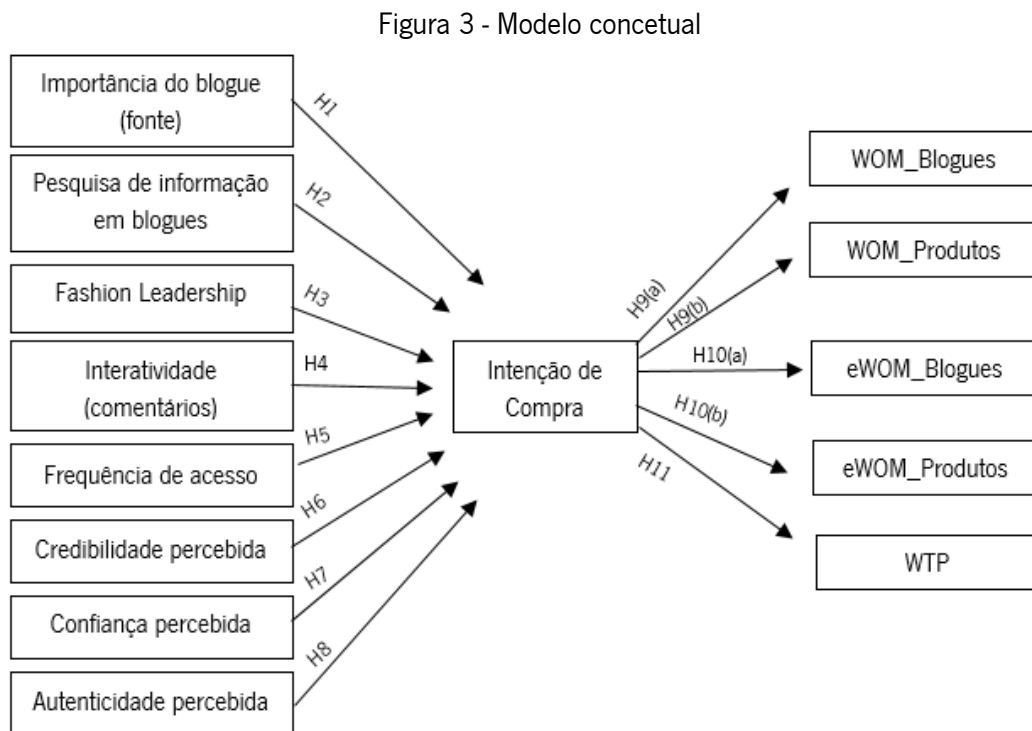 Figura 3 - Modelo concetual
Importância do blogue
(fonte)
Pesquisa de informação
em blogues
Fashion Leadership
Interatividade
(comentários)
Frequência de acesso
Credibilidade percebida
Confiança percebida
Autenticidade percebida
H1
H2
H3
H4
H5
H6
H7
H8
Intenção de
Compra
H9(a)
H9(b)
H10(a)
H10(b)
H11
WOM_Blogues
WOM_Produtos
eWOM_Blogues
eWOM_Produtos
WTP